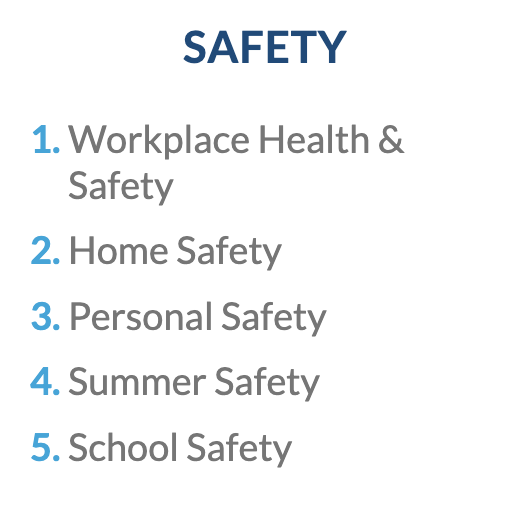 SAFETY
1. Workplace Health &
Safety
2. Home Safety
3. Personal Safety
4. Summer Safety
5. School Safety